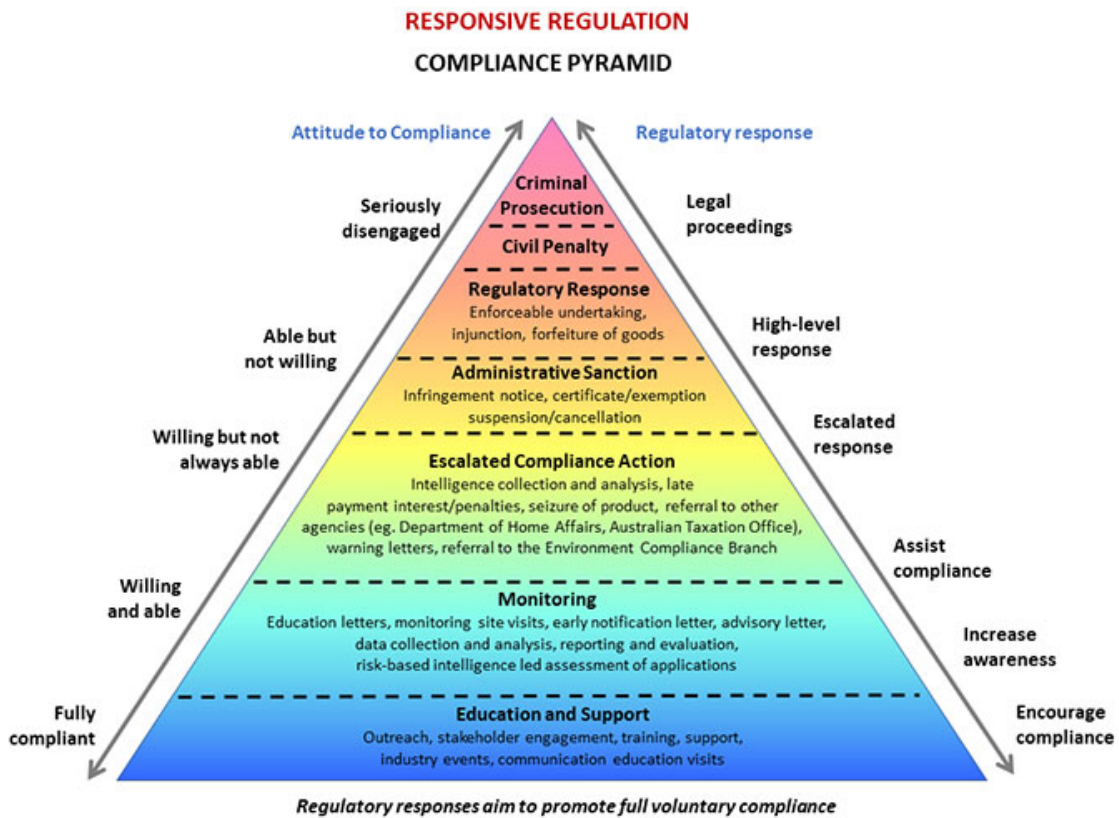 RESPONSIVE REGULATION
COMPLIANCE PYRAMID
Attitude to Compliance
Regulatory response
Seriously
disengaged
Able but
not willing
Willing but not
always able
Willing
and able
Fully
compliant
Criminal
Prosecution
Civil Penalty
Regulatory Response
Enforceable undertaking,
injunction, forfeiture of goods
Administrative Sanction
Infringement notice, certificate/exemption
suspension/cancellation
Escalated Compliance Action
Intelligence collection and analysis, late
payment interest/penalties, seizure of product, referral to other
agencies (eg. Department of Home Affairs, Australian Taxation Office),
warning letters, referral to the Environment Compliance Branch
Monitoring
Education letters, monitoring site visits, early notification letter, advisory letter,
data collection and analysis, reporting and evaluation,
risk-based intelligence led assessment of applications
Education and Support
Outreach, stakeholder engagement, training, support,
industry events, communication education visits
Legal
proceedings
High-level
response
Escalated
response
Assist
compliance
Increase
awareness
Encourage
compliance
Regulatory responses aim to promote full voluntary compliance